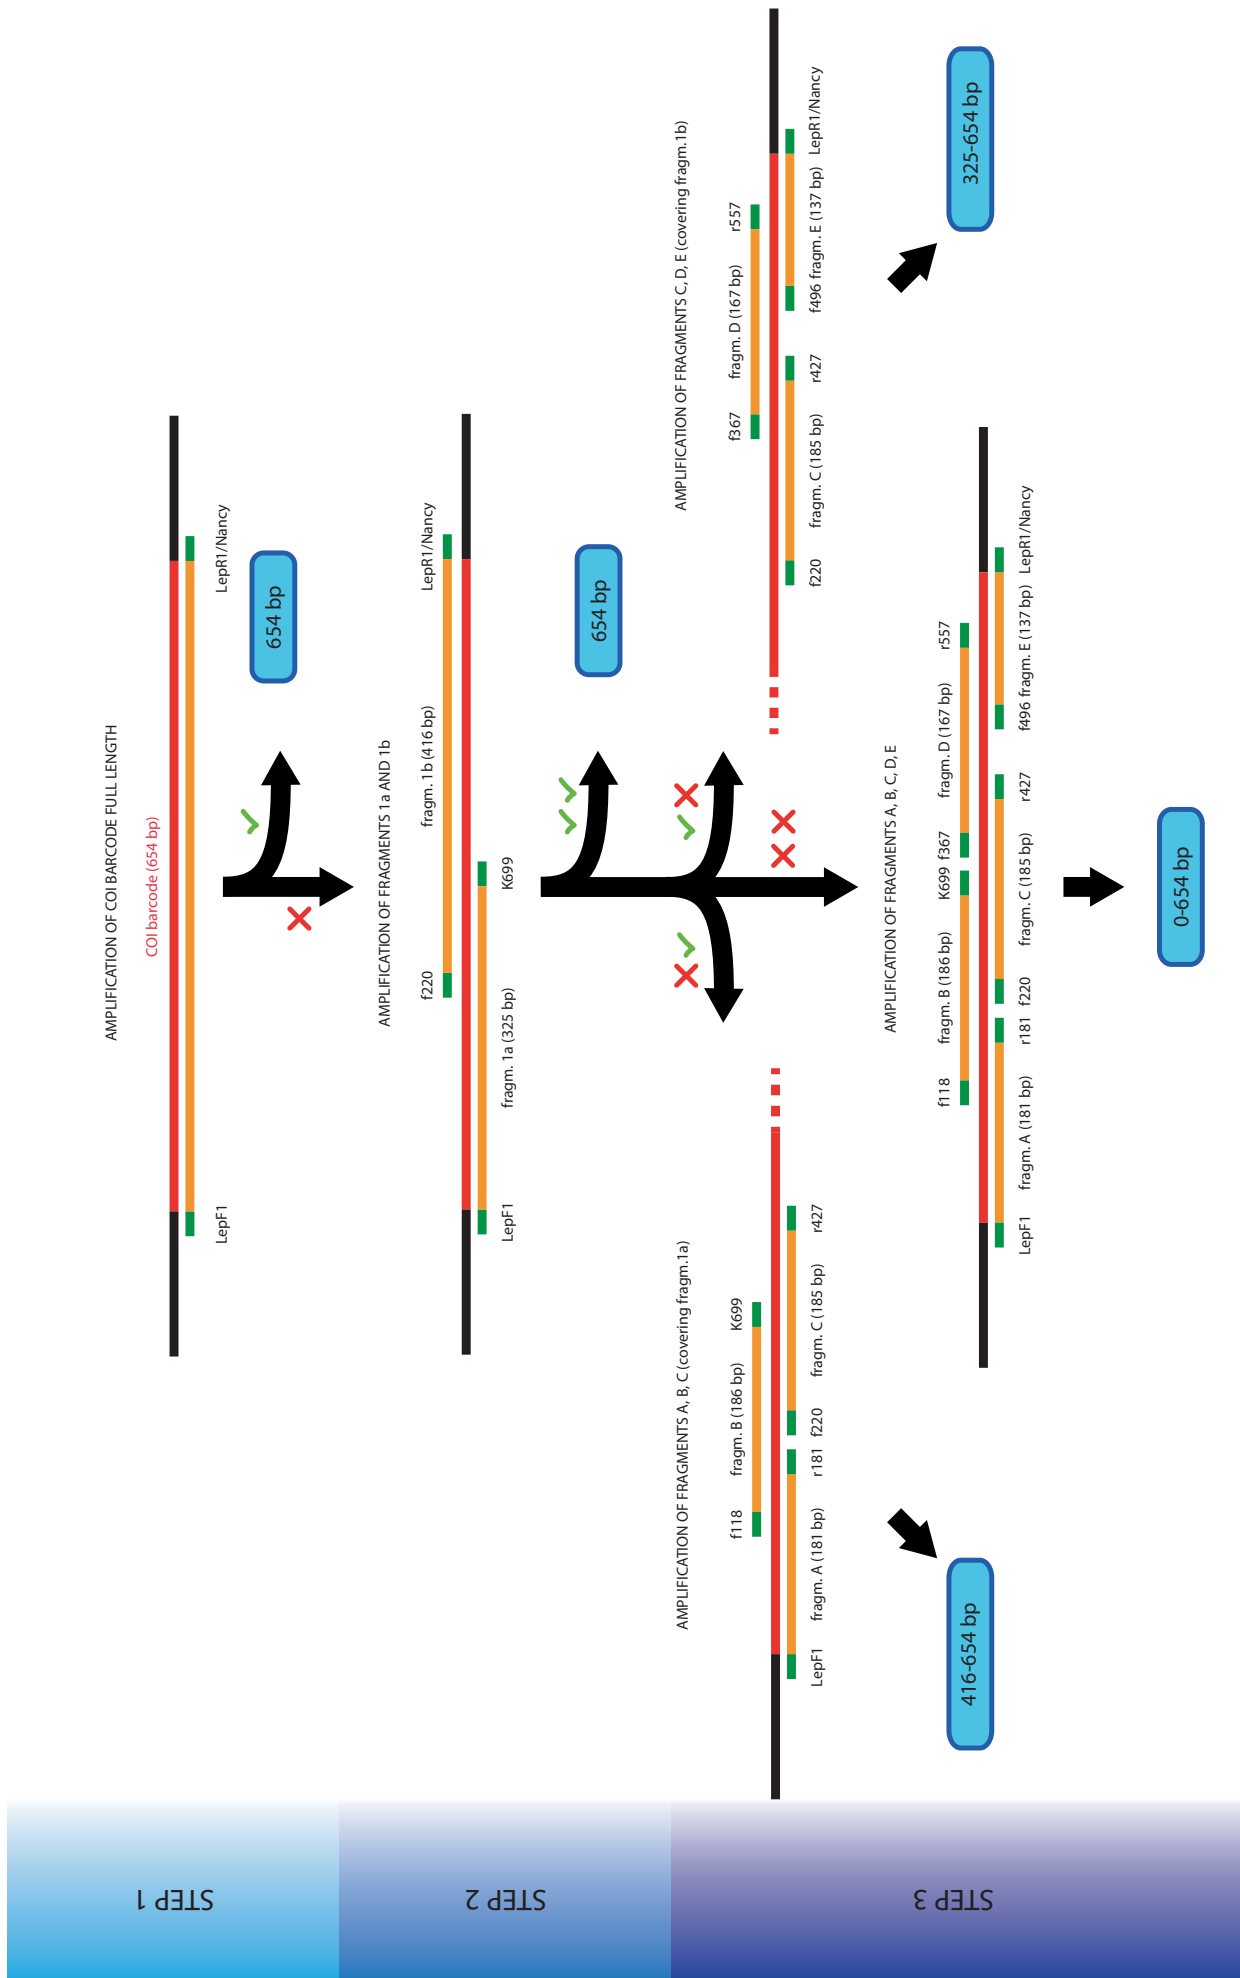 STEP 1
AMPLIFICATION OF COI BARCODE FULL LENGTH
COI barcode (654 bp)
LepF1
LepR1/Nancy
654 bp
STEP 2
AMPLIFICATION OF FRAGMENTS 1a AND 1b
f220
fragm. 1b (416 bp)
LepR1/Nancy
LepF1
fragm. 1a (325 bp)
K699
654 bp
STEP 3
AMPLIFICATION OF FRAGMENTS A, B, C (covering fragm.1a)
f118
fragm. B (186 bp)
K699
LepF1
fragm. A (181 bp)
r181
f220
fragm. C (185 bp)
r427
416-654 bp
AMPLIFICATION OF FRAGMENTS C, D, E (covering fragm.1b)
f367
fragm. D (167 bp)
r557
f220
fragm. C (185 bp)
r427
f496
fragm. E (137 bp)
LepR1/Nancy
325-654 bp
AMPLIFICATION OF FRAGMENTS A, B, C, D, E
f118
fragm. B (186 bp)
K699
f367
fragm. D (167 bp)
r557
LepF1
fragm. A (181 bp)
r181
f220
fragm. C (185 bp)
r427
f496
fragm. E (137 bp)
LepR1/Nancy
0-654 bp